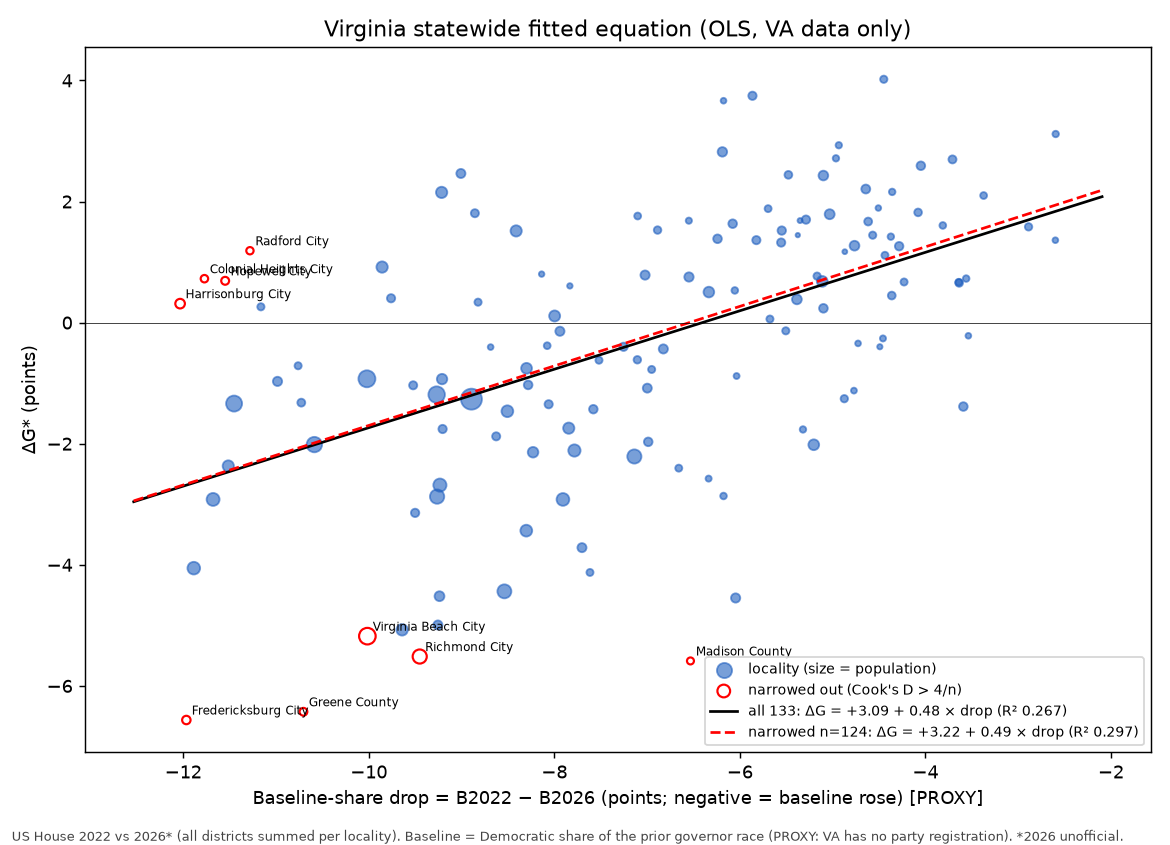 Virginia statewide fitted equation (OLS, VA data only)
4
2
0
−2
−4
−6
ΔG* (points)
Radford City
Colonial Heights City
Hopewell City
Harrisonburg City
Virginia Beach City
Richmond City
Madison County
Greene County
Fredericksburg City
locality (size = population)
narrowed out (Cook's D > 4/n)
all 133: ΔG = +3.09 + 0.48 × drop (R² 0.267)
narrowed n=124: ΔG = +3.22 + 0.49 × drop (R² 0.297)
−12 −10 −8 −6 −4 −2
Baseline-share drop = B2022 − B2026 (points; negative = baseline rose) [PROXY]
US House 2022 vs 2026* (all districts summed per locality). Baseline = Democratic share of the prior governor race (PROXY: VA has no party registration). *2026 unofficial.